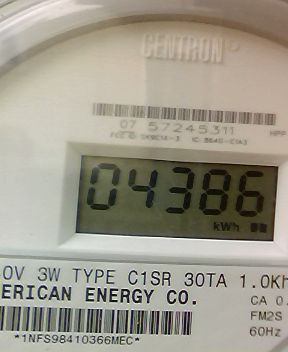 CENTRON®
07 57245311
HPP
04386
kWh
0V 3W TYPE C1SR 30TA 1.0Kh
ERICAN ENERGY CO.
CA 0.
FM2S
60Hz
*1NFS98410366MEC*